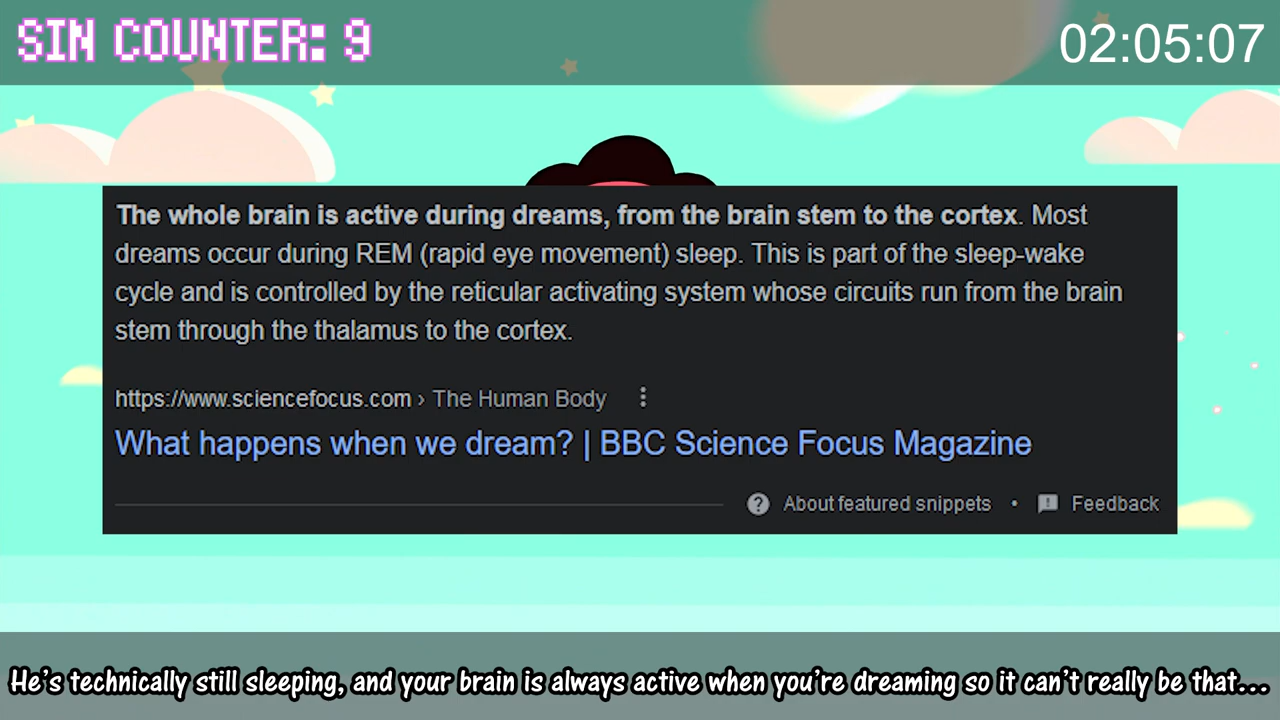 SIN COUNTER: 9
02:05:07
The whole brain is active during dreams, from the brain stem to the cortex. Most
dreams occur during REM (rapid eye movement) sleep. This is part of the sleep-wake
cycle and is controlled by the reticular activating system whose circuits run from the brain
stem through the thalamus to the cortex.
https://www.sciencefocus.com › The Human Body
What happens when we dream? | BBC Science Focus Magazine
About featured snippets • Feedback
He's technically still sleeping, and your brain is always active when you're dreaming so it can't really be that...